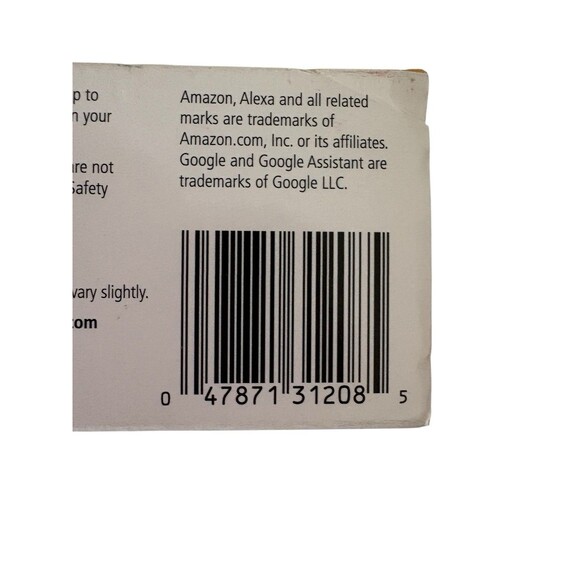 p to
n your
are not
Safety
vary slightly.
com
Amazon, Alexa and all related
marks are trademarks of
Amazon.com, Inc. or its affiliates.
Google and Google Assistant are
trademarks of Google LLC.
0 47871 31208 5